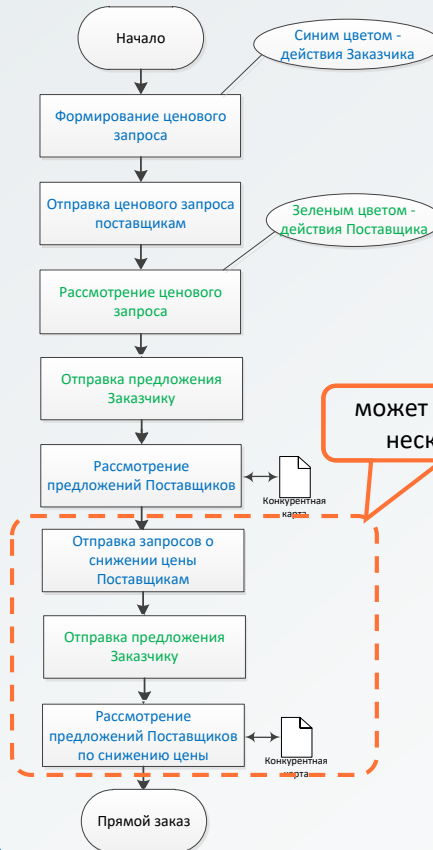 Начало
Синим цветом -
действия Заказчика
Формирование ценового
запроса
Отправка ценового запроса
поставщикам
Зеленым цветом -
действия Поставщика
Рассмотрение ценового
запроса
Отправка предложения
Заказчику
может
Рассмотрение
предложений Поставщиков
Конкурентная
карта
Отправка запросов о
снижении цены
Поставщикам
Отправка предложения
Заказчику
Рассмотрение
предложений Поставщиков
по снижению цены
Конкурентная
карта
Прямой заказ